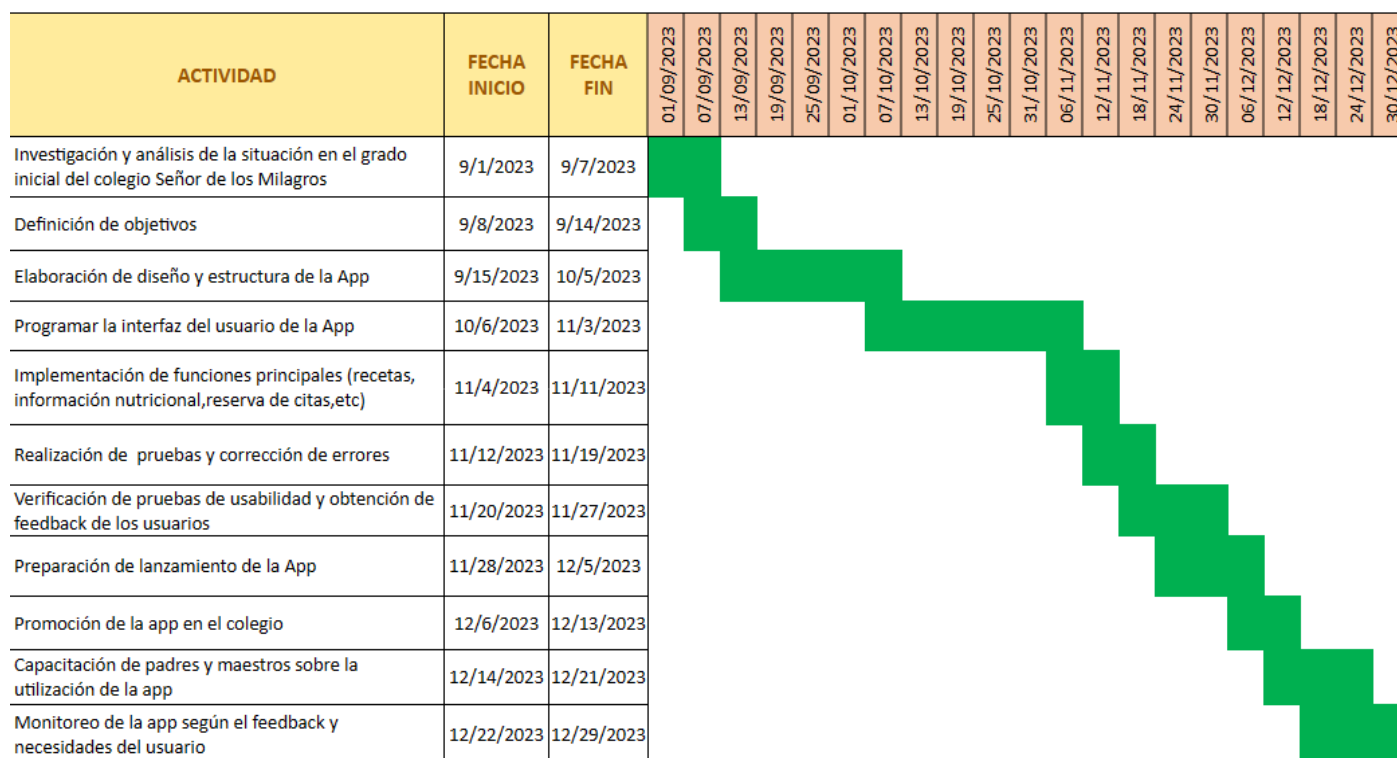 ACTIVIDAD
FECHA
INICIO
FECHA
FIN
01/09/2023
07/09/2023
13/09/2023
19/09/2023
25/09/2023
01/10/2023
07/10/2023
13/10/2023
19/10/2023
25/10/2023
31/10/2023
06/11/2023
12/11/2023
18/11/2023
24/11/2023
30/11/2023
06/12/2023
12/12/2023
18/12/2023
24/12/2023
30/12/2023
Investigación y análisis de la situación en el grado
inicial del colegio Señor de los Milagros
9/1/2023
9/7/2023
Definición de objetivos
9/8/2023
9/14/2023
Elaboración de diseño y estructura de la App
9/15/2023
10/5/2023
Programar la interfaz del usuario de la App
10/6/2023
11/3/2023
Implementación de funciones principales (recetas,
información nutricional,reserva de citas,etc)
11/4/2023
11/11/2023
Realización de  pruebas y corrección de errores
11/12/2023
11/19/2023
Verificación de pruebas de usabilidad y obtención de
feedback de los usuarios
11/20/2023
11/27/2023
Preparación de lanzamiento de la App
11/28/2023
12/5/2023
Promoción de la app en el colegio
12/6/2023
12/13/2023
Capacitación de padres y maestros sobre la
utilización de la app
12/14/2023
12/21/2023
Monitoreo de la app según el feedback y
necesidades del usuario
12/22/2023
12/29/2023